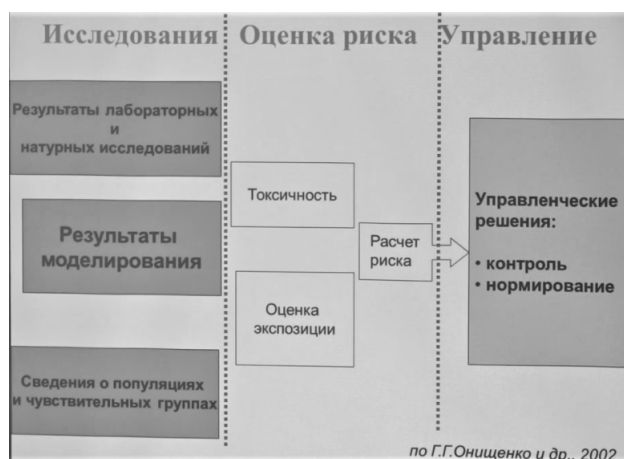 Исследования
Оценка риска
Управление
Результаты лабораторных
и
натурных исследований
Результаты
моделирования
Сведения о популяциях
и чувствительных группах
Токсичность
Оценка
экспозиции
Расчет
риска
Управленческие
решения:
• контроль
• нормирование
по Г.Г.Онищенко и др., 2002